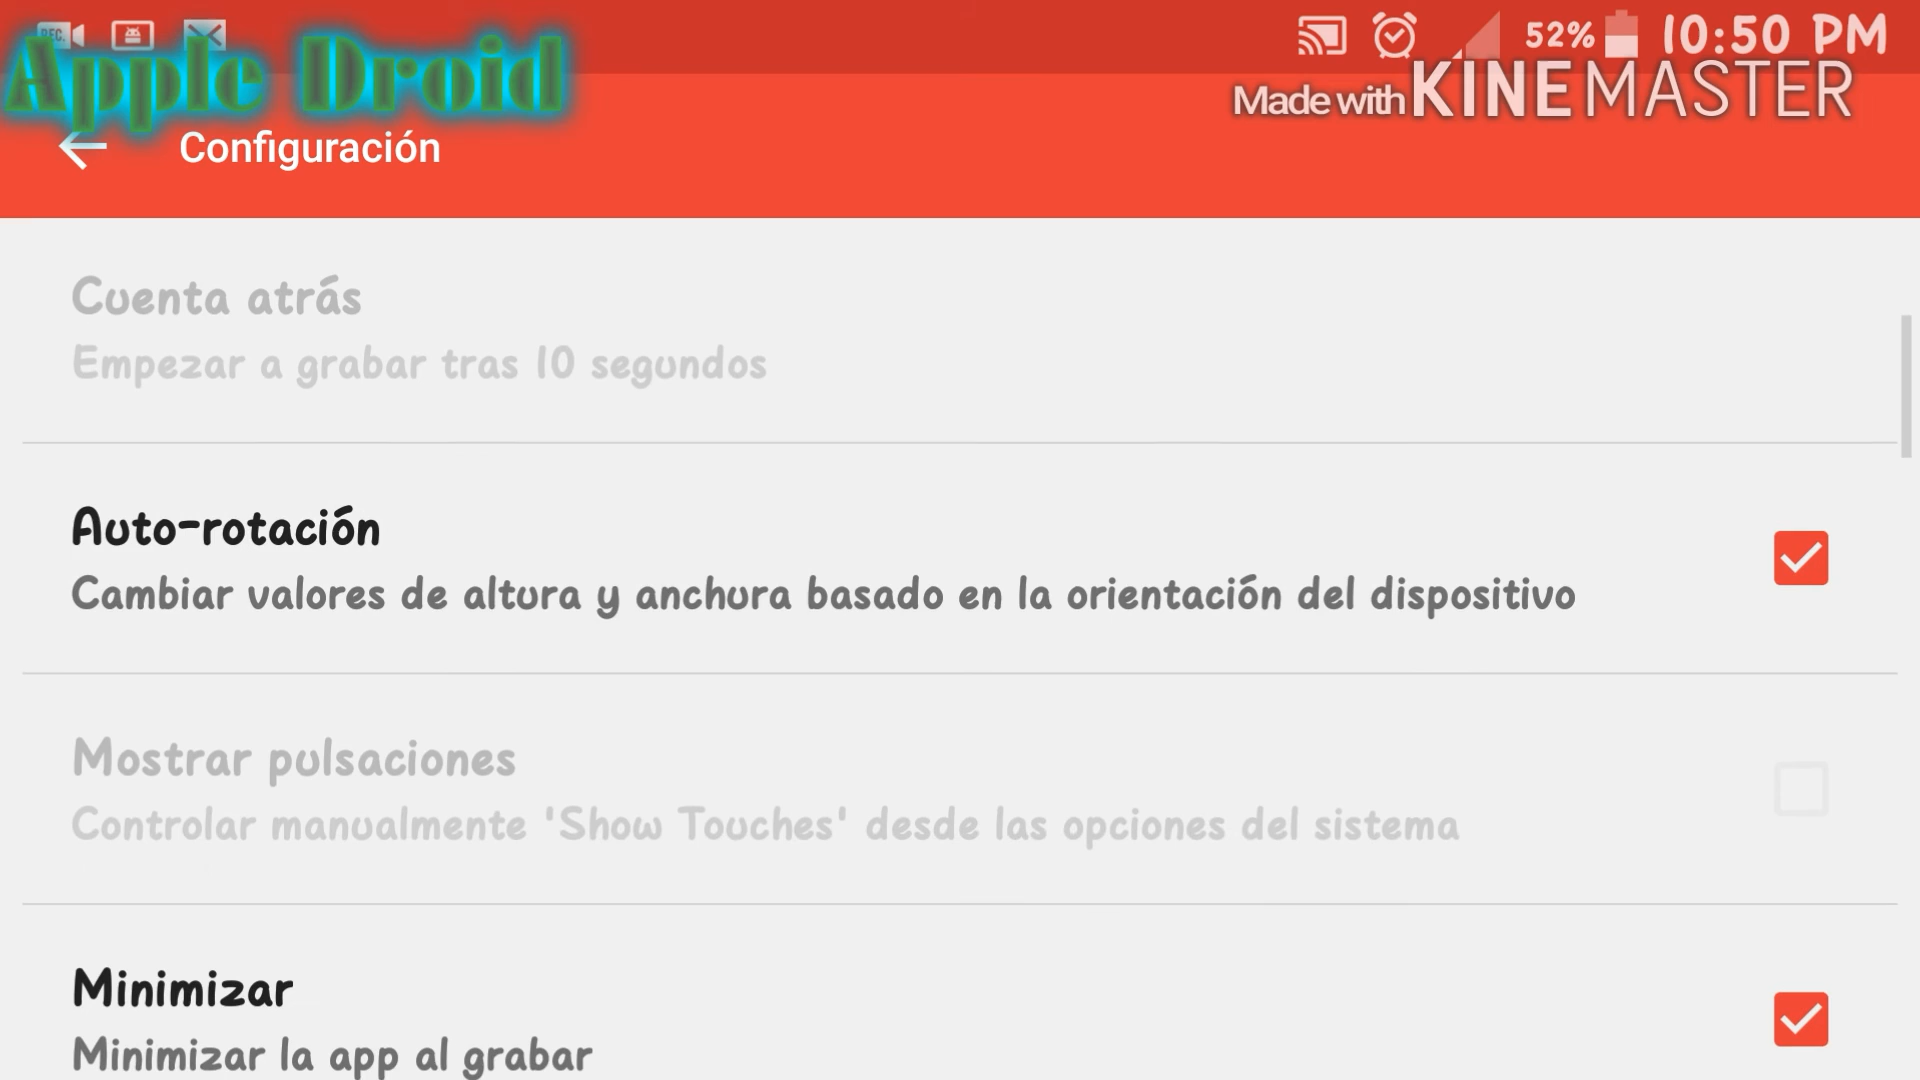 REC.
52% 10:50 PM
Apple Droid
Made with KINEMASTER
Configuración
Cuenta atrás
Empezar a grabar tras 10 segundos
Auto-rotación
Cambiar valores de altura y anchura basado en la orientación del dispositivo
Mostrar pulsaciones
Controlar manualmente 'Show Touches' desde las opciones del sistema
Minimizar
Minimizar la app al grabar